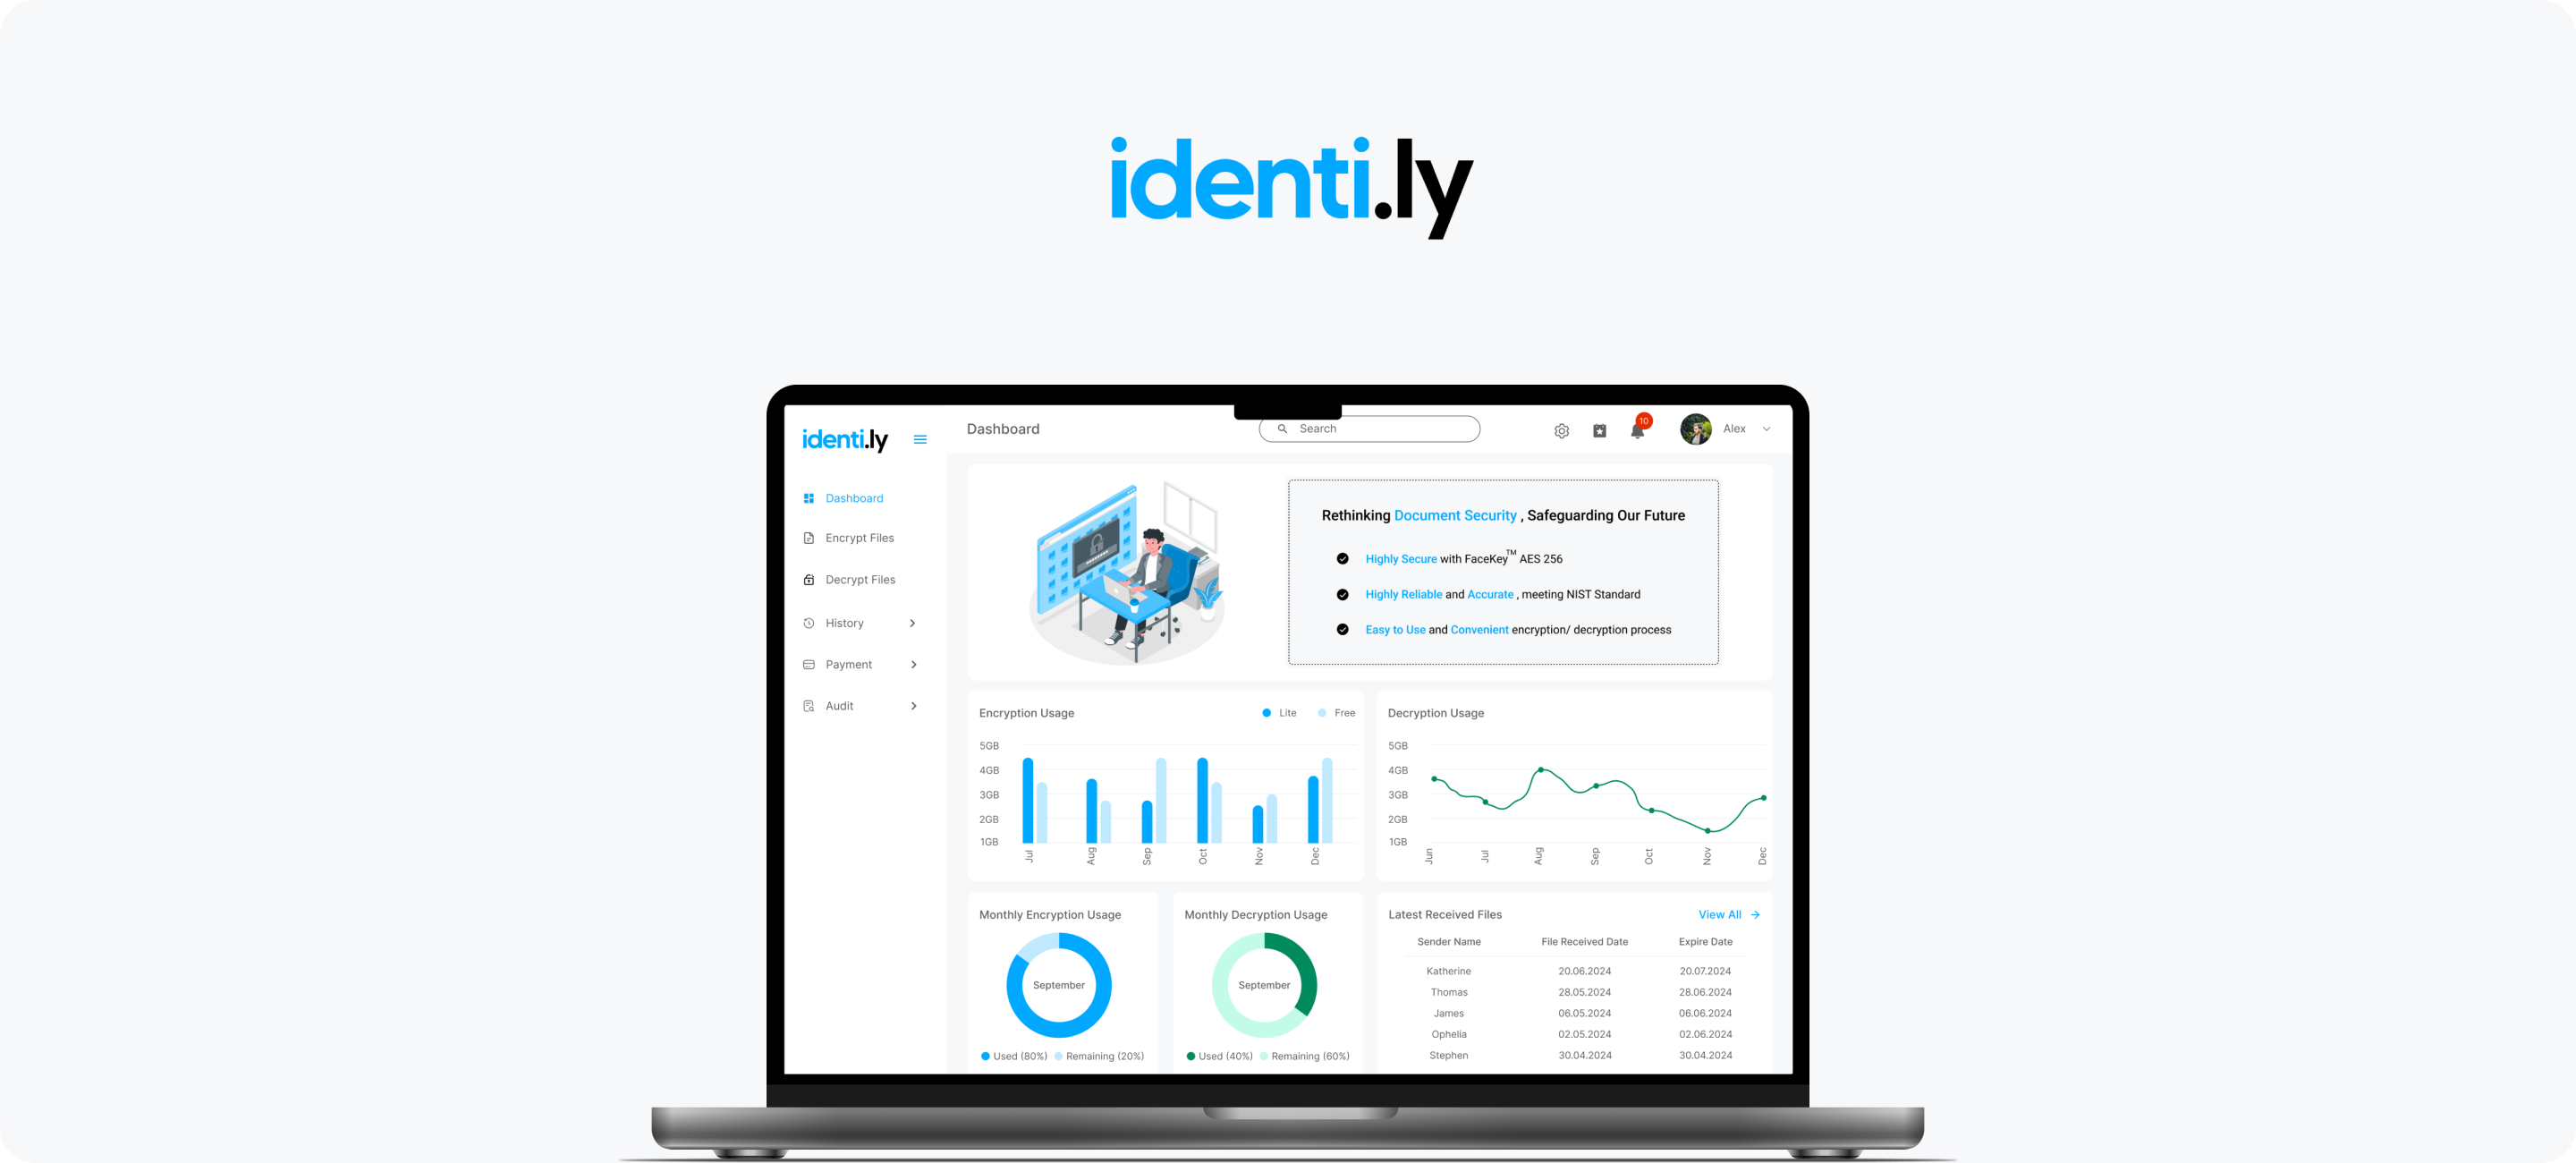 identi.ly
identi.ly
Dashboard
Search
10
Alex
Dashboard
Encrypt Files
Decrypt Files
History
Payment
Audit
Rethinking Document Security , Safeguarding Our Future
Highly Secure with FaceKey™ AES 256
Highly Reliable and Accurate , meeting NIST Standard
Easy to Use and Convenient encryption/ decryption process
Encryption Usage
Lite Free
5GB
4GB
3GB
2GB
1GB
Jul Aug Sep Oct Nov Dec
Decryption Usage
5GB
4GB
3GB
2GB
1GB
Jun Jul Aug Sep Oct Nov Dec
Monthly Encryption Usage
September
Used (80%) Remaining (20%)
Monthly Decryption Usage
September
Used (40%) Remaining (60%)
Latest Received Files View All
Sender Name File Received Date Expire Date
Katherine 20.06.2024 20.07.2024
Thomas 28.05.2024 28.06.2024
James 06.05.2024 06.06.2024
Ophelia 02.05.2024 02.06.2024
Stephen 30.04.2024 30.04.2024